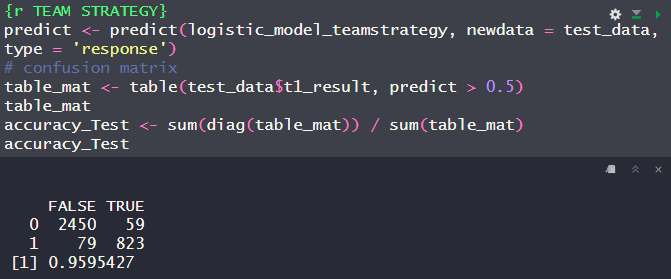 {r TEAM STRATEGY}
predict <- predict(logistic_model_teamstrategy, newdata = test_data,
type = 'response')
# confusion matrix
table_mat <- table(test_data$t1_result, predict > 0.5)
table_mat
accuracy_Test <- sum(diag(table_mat)) / sum(table_mat)
accuracy_Test
FALSE TRUE
0 2450 59
1 79 823
[1] 0.9595427